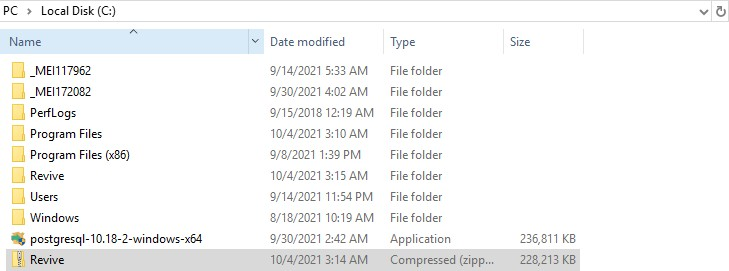 PC > Local Disk (C:)
Name Date modified Type Size
_MEI117962 9/14/2021 5:33 AM File folder
_MEI172082 9/30/2021 4:02 AM File folder
PerfLogs 9/15/2018 12:19 AM File folder
Program Files 10/4/2021 3:10 AM File folder
Program Files (x86) 9/8/2021 1:39 PM File folder
Revive 10/4/2021 3:15 AM File folder
Users 9/14/2021 11:54 PM File folder
Windows 8/18/2021 10:19 AM File folder
postgresql-10.18-2-windows-x64 9/30/2021 2:42 AM Application 236,811 KB
Revive 10/4/2021 3:14 AM Compressed (zipp... 228,213 KB